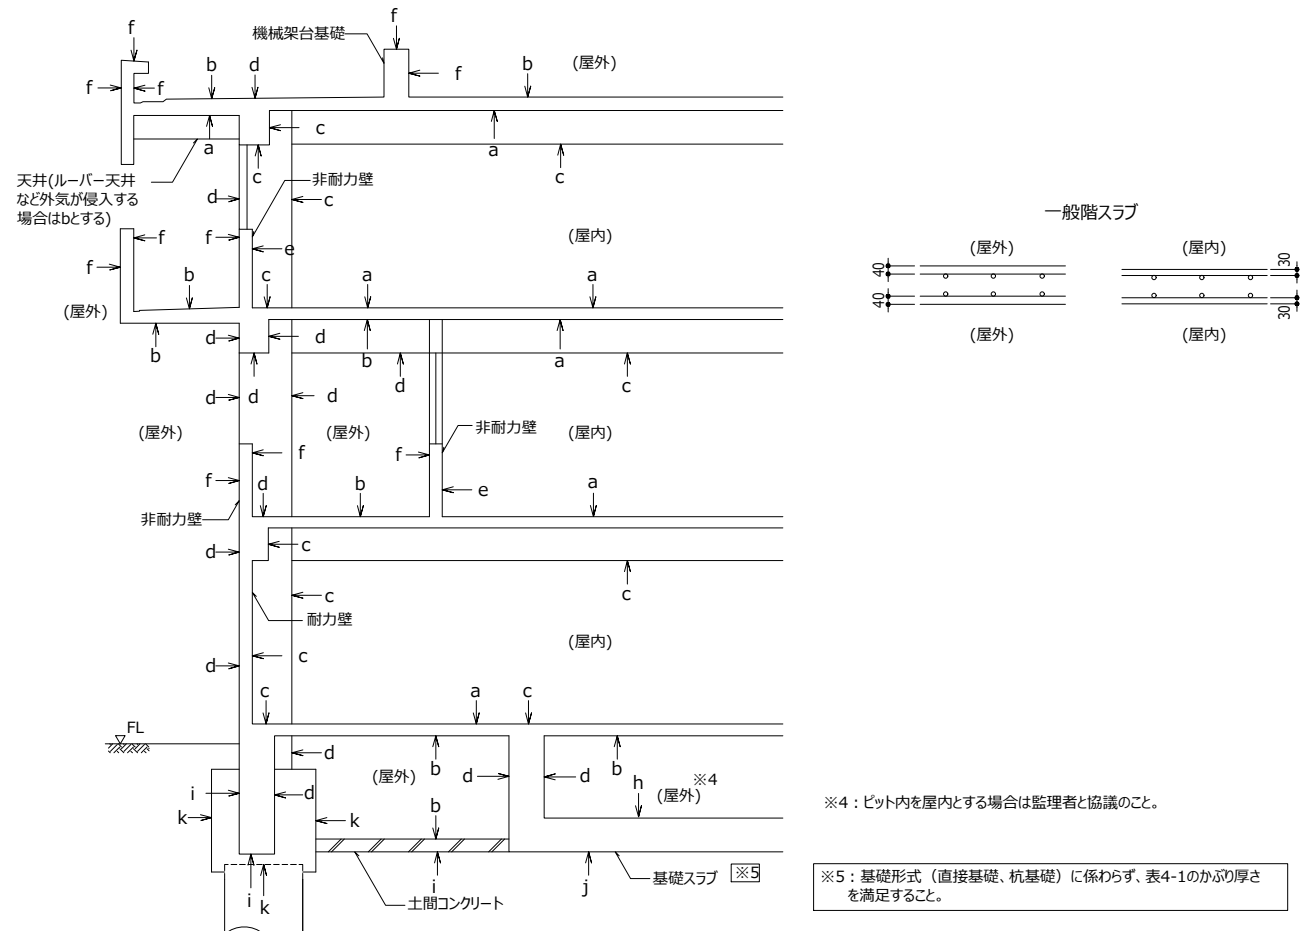 f
f
機械架台基礎
b
d
b
(屋外)
f
f
f
c
a
a
天井(ルーバー天井
など外気が侵入する
場合はbとする)
c
c
非耐力壁
d
c
一般階スラブ
f
f
(屋内)
e
(屋外)
(屋内)
f
b
c
a
a
40
30
(屋外)
40
30
d
d
(屋外)
(屋内)
b
b
a
d
d
c
d
d
(屋外)
(屋外)
非耐力壁
(屋内)
f
f
f
d
b
e
a
非耐力壁
d
c
c
c
耐力壁
(屋内)
d
c
c
a
c
FL
d
b
d
d
b
(屋外)
h
※4
(屋外)
i
d
k
k
b
※4：ピット内を屋内とする場合は監理者と協議のこと。
i
k
i
j
基礎スラブ
※5
土間コンクリート
※5：基礎形式（直接基礎、杭基礎）に係わらず、表4-1のかぶり厚さ
を満足すること。